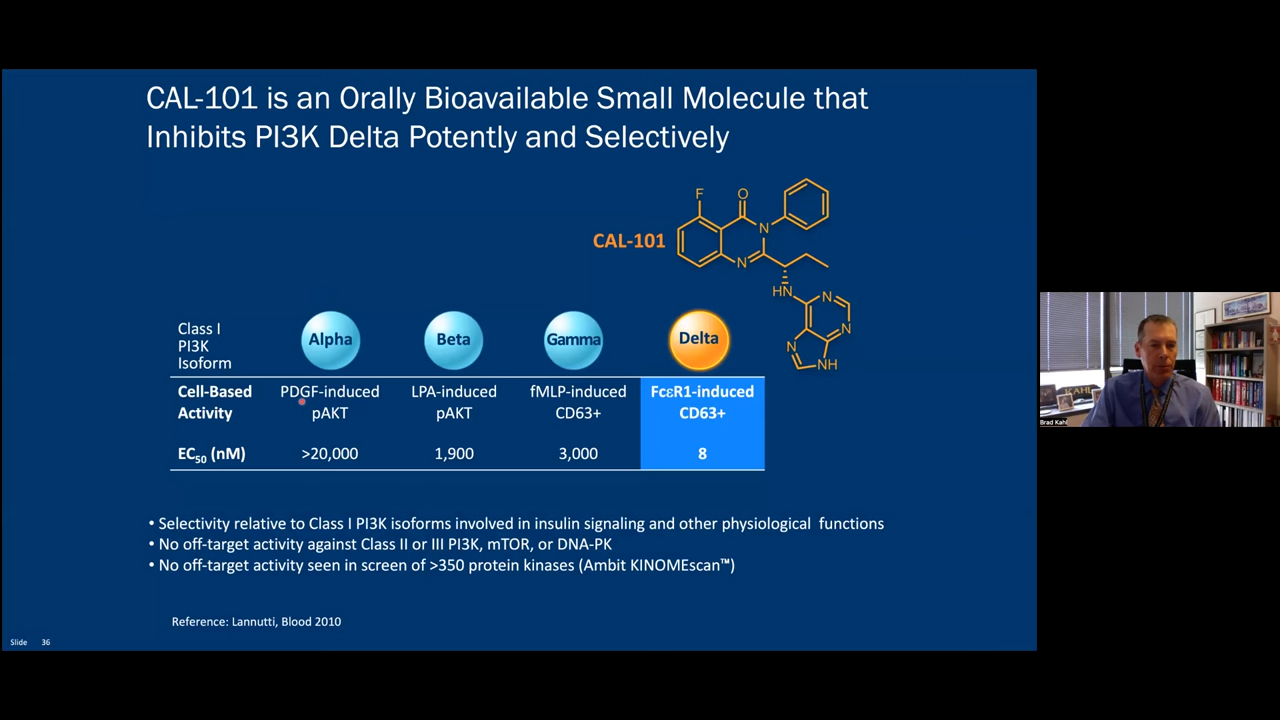 CAL-101 is an Orally Bioavailable Small Molecule that
Inhibits PI3K Delta Potently and Selectively
F
O
N
CAL-101
N
HN
N
N
N
NH
Class I
PI3K
Isoform
Alpha
Beta
Gamma
Delta
Cell-Based
Activity
PDGF-induced
pAKT
LPA-induced
pAKT
fMLP-induced
CD63+
FcεR1-induced
CD63+
EC50 (nM)
>20,000
1,900
3,000
8
• Selectivity relative to Class I PI3K isoforms involved in insulin signaling and other physiological functions
• No off-target activity against Class II or III PI3K, mTOR, or DNA-PK
• No off-target activity seen in screen of >350 protein kinases (Ambit KINOMEscan™)
Reference: Lannutti, Blood 2010
Slide 36
KAHL
Brad Kahl